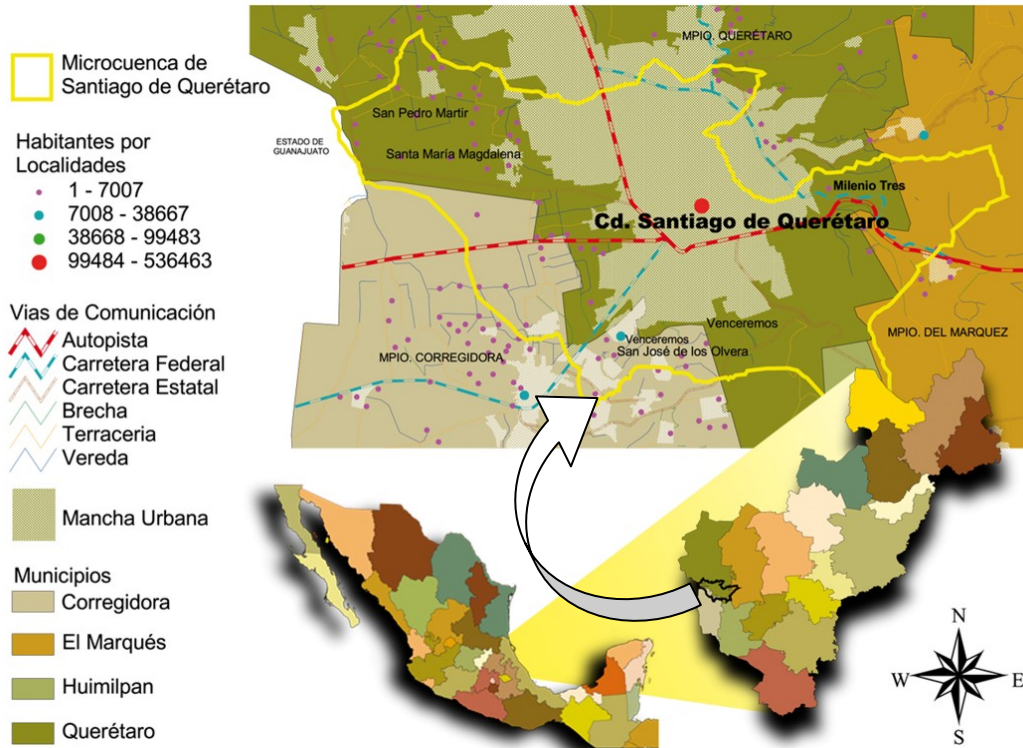 Microcuenca de
Santiago de Querétaro
Habitantes por
Localidades
1 - 7007
7008 - 38667
38668 - 99483
99484 - 536463
Vias de Comunicación
Autopista
Carretera Federal
Carretera Estatal
Brecha
Terraceria
Vereda
Mancha Urbana
Municipios
Corregidora
El Marqués
Huimilpan
Querétaro
MPIO. QUERÉTARO
San Pedro Martir
ESTADO DE
GUANAJUATO
Santa María Magdalena
Milenio Tres
Cd. Santiago de Querétaro
Venceremos
MPIO. DEL MARQUEZ
Venceremos
San José de los Olvera
MPIO. CORREGIDORA
N
W
E
S